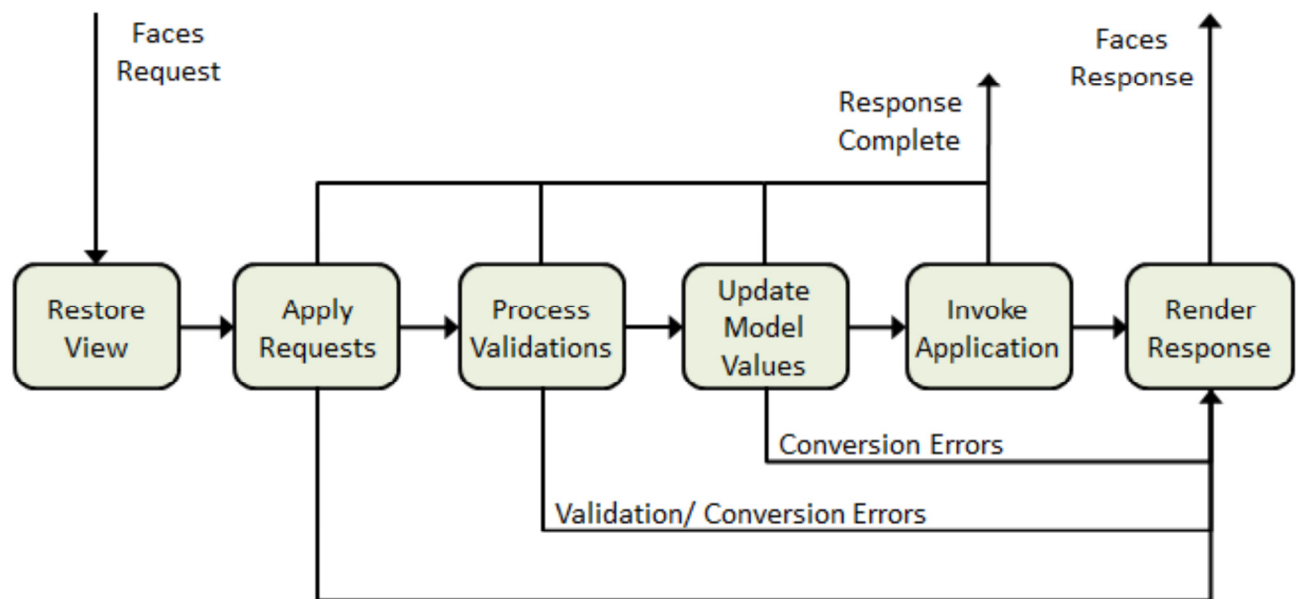 Faces
Request
Faces
Response
Response
Complete
Restore
View
Apply
Requests
Process
Validations
Update
Model
Values
Invoke
Application
Render
Response
Conversion Errors
Validation/ Conversion Errors